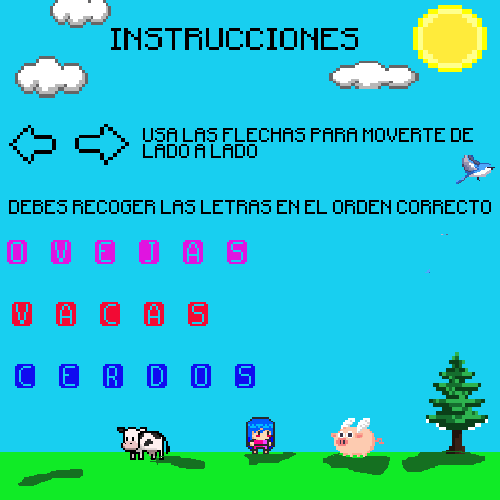 INSTRUCCIONES
USA LAS FLECHAS PARA MOVERTE DE
LADO A LADO
DEBES RECOGER LAS LETRAS EN EL ORDEN CORRECTO
O V E J A S
V A C A S
C E R D O S